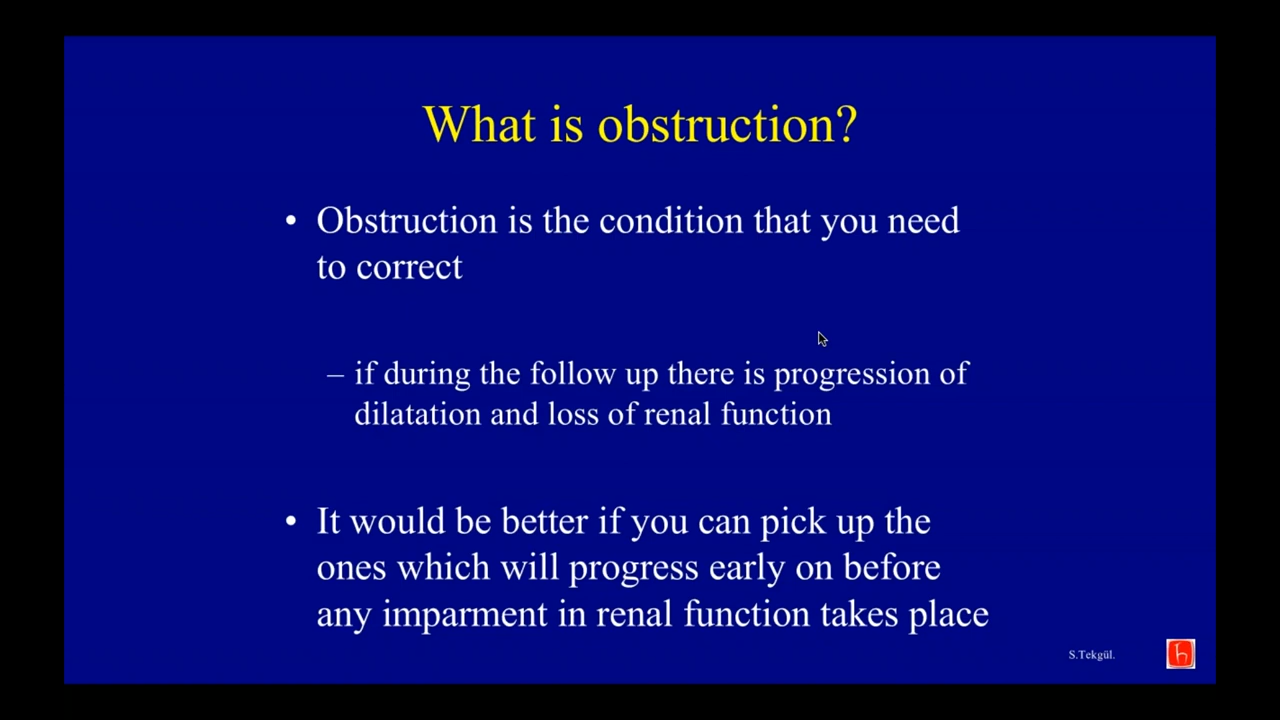 What is obstruction?
• Obstruction is the condition that you need
to correct
– if during the follow up there is progression of
dilatation and loss of renal function
• It would be better if you can pick up the
ones which will progress early on before
any imparment in renal function takes place
S.Tekgül.